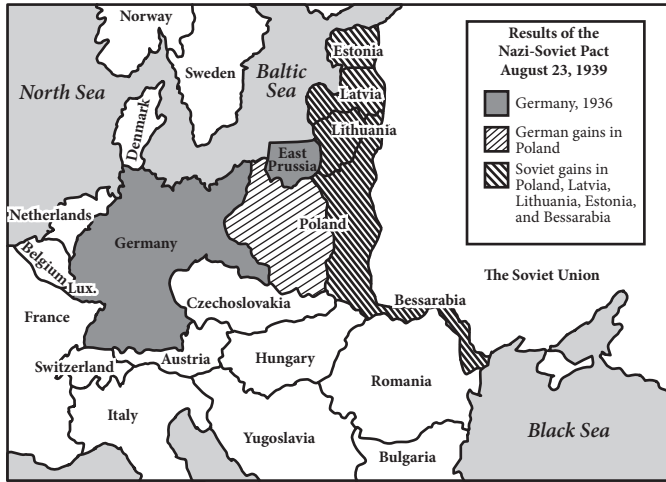 Norway
Sweden
North Sea
Baltic
Sea
Denmark
Estonia
Latvia
Lithuania
East
Prussia
Netherlands
Germany
Poland
Belgium
Lux.
France
Czechoslovakia
Bessarabia
The Soviet Union
Switzerland
Austria
Hungary
Romania
Italy
Yugoslavia
Bulgaria
Black Sea
Results of the
Nazi-Soviet Pact
August 23, 1939
Germany, 1936
German gains in
Poland
Soviet gains in
Poland, Latvia,
Lithuania, Estonia,
and Bessarabia